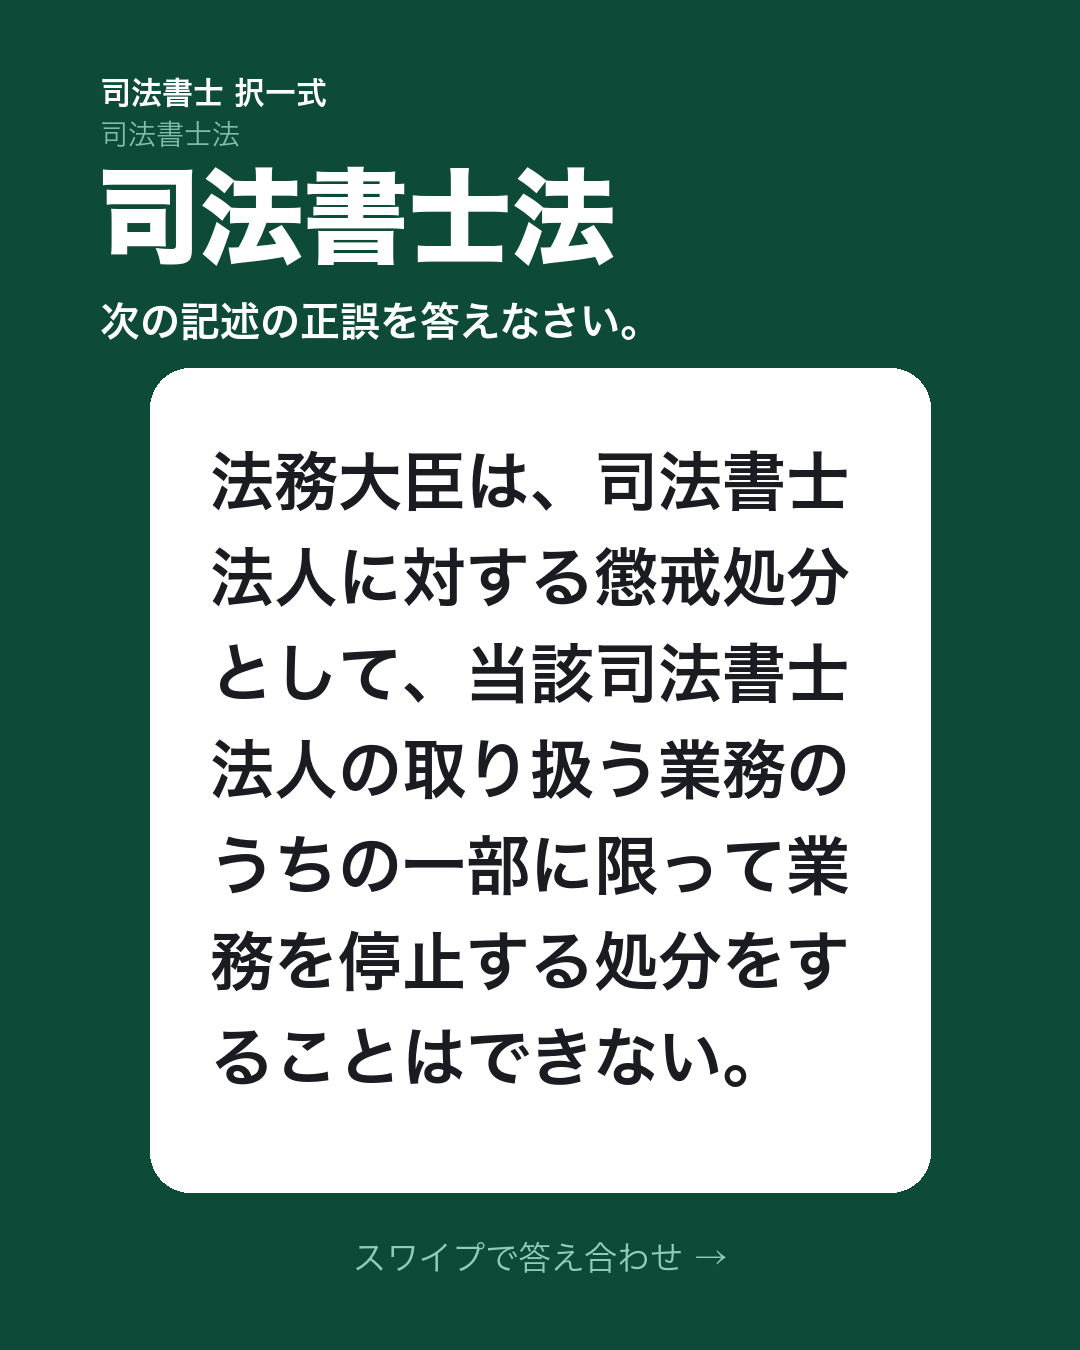 司法書士 択一式
司法書士法
司法書士法
次の記述の正誤を答えなさい。
法務大臣は、司法書士
法人に対する懲戒処分
として、当該司法書士
法人の取り扱う業務の
うちの一部に限って業
務を停止する処分をす
ることはできない。
スワイプで答え合わせ →